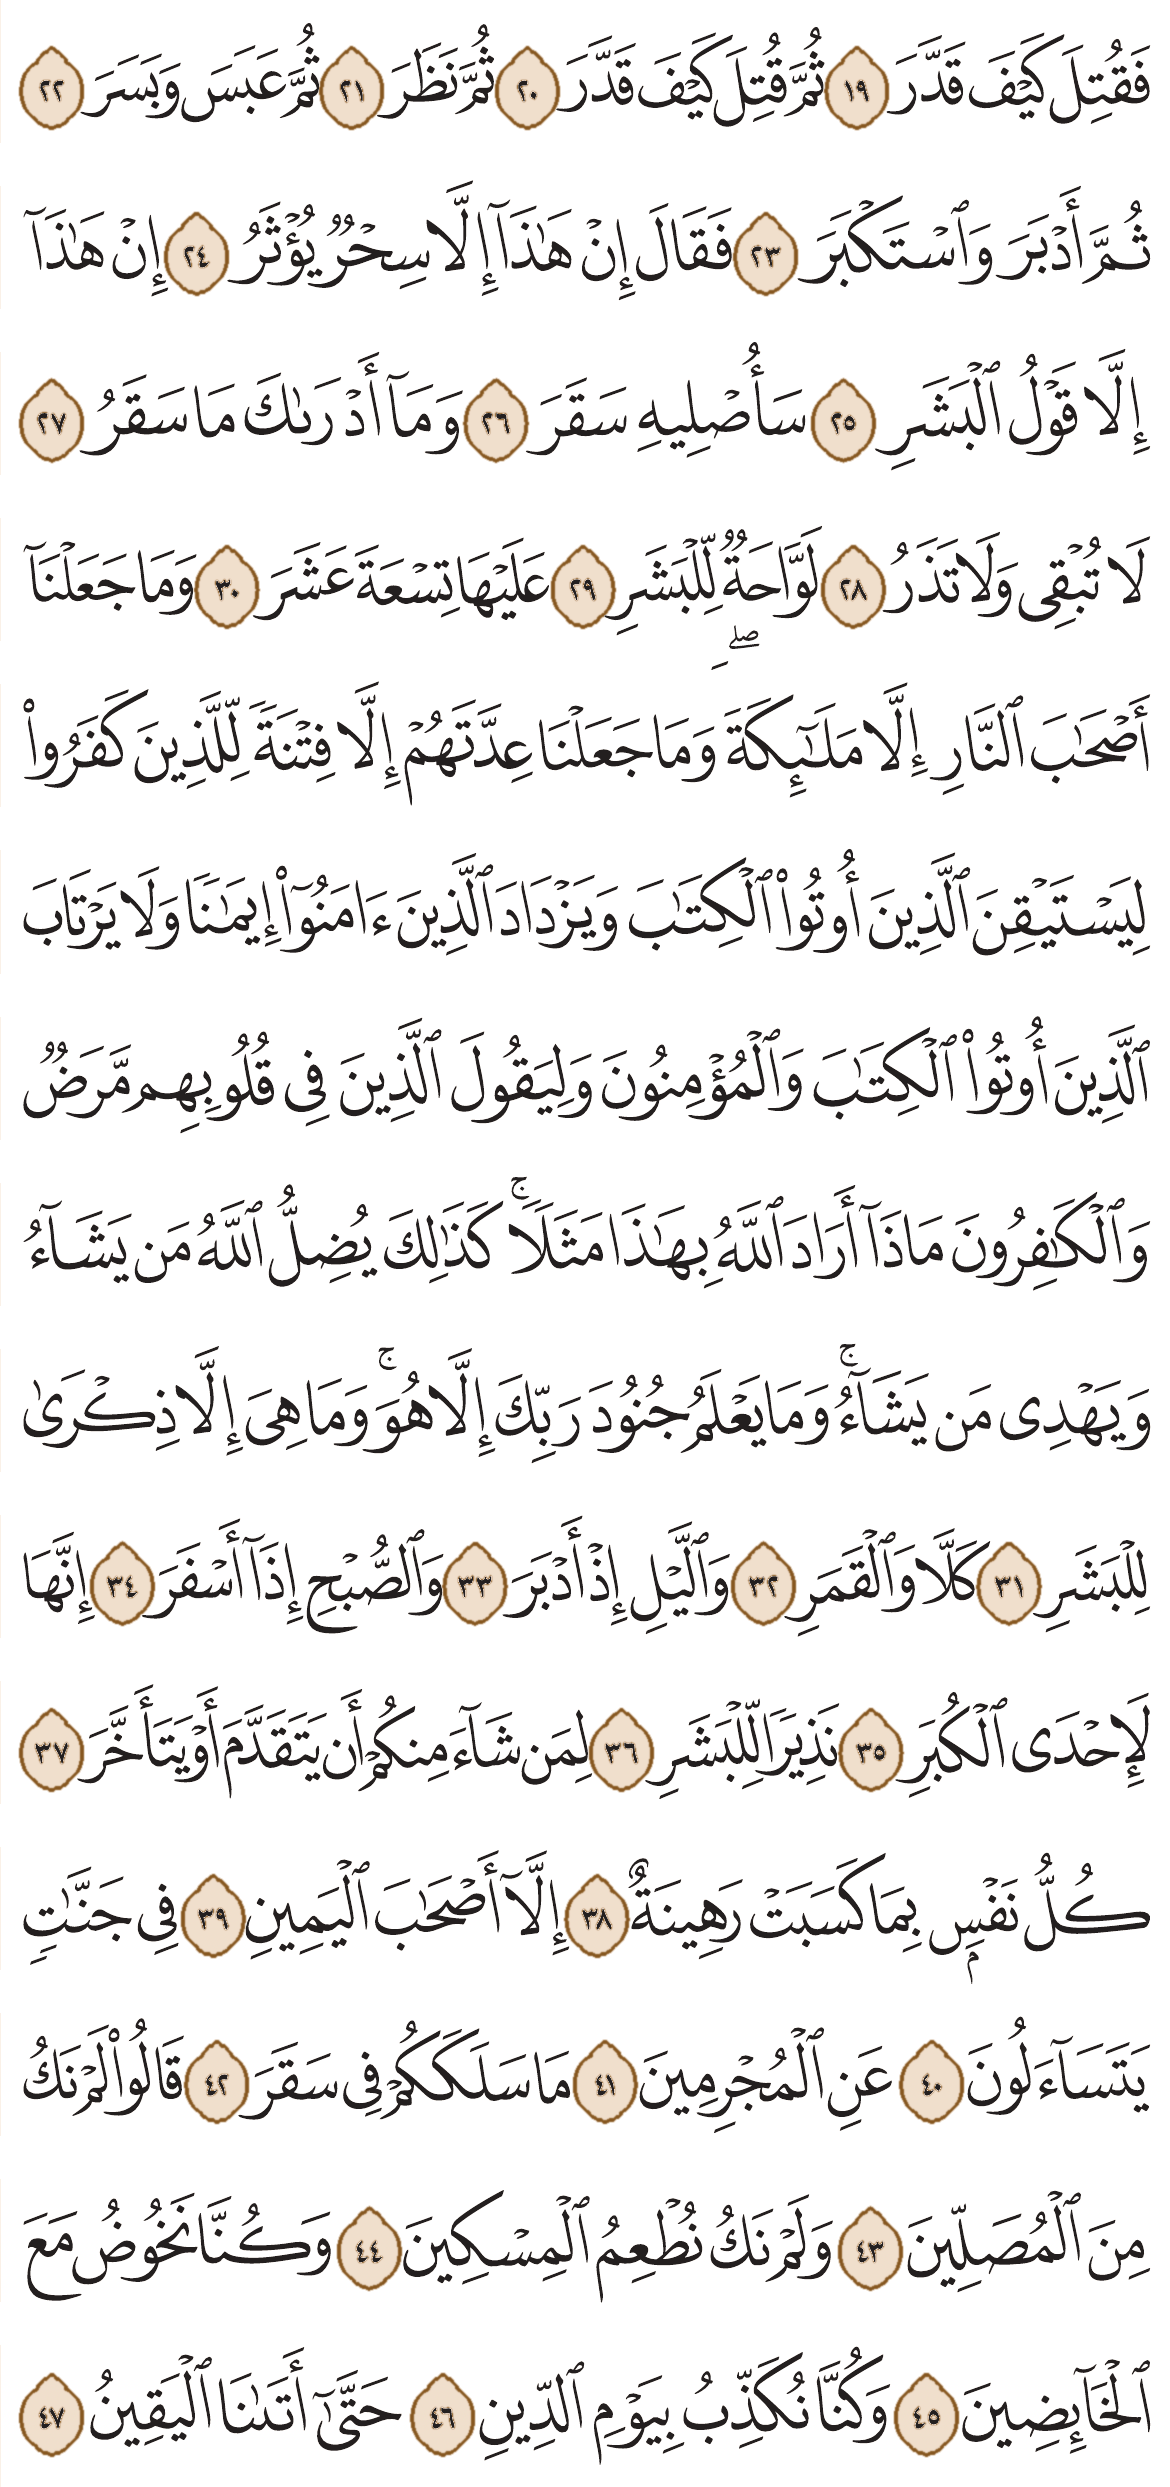 فَقُتِلَ كَيْفَ قَدَّرَ ١٩ ثُمَّ قُتِلَ كَيْفَ قَدَّرَ ٢٠ ثُمَّ نَظَرَ ٢١ ثُمَّ عَبَسَ وَبَسَرَ ٢٢
ثُمَّ أَدْبَرَ وَٱسْتَكْبَرَ ٢٣ فَقَالَ إِنْ هَٰذَآ إِلَّا سِحْرٌ يُؤْثَرُ ٢٤ إِنْ هَٰذَآ
إِلَّا قَوْلُ ٱلْبَشَرِ ٢٥ سَأُصْلِيهِ سَقَرَ ٢٦ وَمَآ أَدْرَىٰكَ مَا سَقَرُ ٢٧
لَا تُبْقِى وَلَا تَذَرُ ٢٨ لَوَّاحَةٌ لِّلْبَشَرِ ٢٩ عَلَيْهَا تِسْعَةَ عَشَرَ ٣٠ وَمَا جَعَلْنَآ
أَصْحَٰبَ ٱلنَّارِ إِلَّا مَلَٰٓئِكَةً ۙ وَمَا جَعَلْنَا عِدَّتَهُمْ إِلَّا فِتْنَةً لِّلَّذِينَ كَفَرُوا۟
لِيَسْتَيْقِنَ ٱلَّذِينَ أُوتُوا۟ ٱلْكِتَٰبَ وَيَزْدَادَ ٱلَّذِينَ ءَامَنُوٓا۟ إِيمَٰنًا وَلَا يَرْتَابَ
ٱلَّذِينَ أُوتُوا۟ ٱلْكِتَٰبَ وَٱلْمُؤْمِنُونَ وَلِيَقُولَ ٱلَّذِينَ فِى قُلُوبِهِم مَّرَضٌ
وَٱلْكَٰفِرُونَ مَاذَآ أَرَادَ ٱللَّهُ بِهَٰذَا مَثَلًا ۚ كَذَٰلِكَ يُضِلُّ ٱللَّهُ مَن يَشَآءُ
وَيَهْدِى مَن يَشَآءُ ۚ وَمَا يَعْلَمُ جُنُودَ رَبِّكَ إِلَّا هُوَ ۚ وَمَا هِىَ إِلَّا ذِكْرَىٰ
لِلْبَشَرِ ٣١ كَلَّا وَٱلْقَمَرِ ٣٢ وَٱلَّيْلِ إِذْ أَدْبَرَ ٣٣ وَٱلصُّبْحِ إِذَآ أَسْفَرَ ٣٤ إِنَّهَا
لَإِحْدَى ٱلْكُبَرِ ٣٥ نَذِيرًا لِّلْبَشَرِ ٣٦ لِمَن شَآءَ مِنكُمْ أَن يَتَقَدَّمَ أَوْ يَتَأَخَّرَ ٣٧
كُلُّ نَفْسٍۭ بِمَا كَسَبَتْ رَهِينَةٌ ٣٨ إِلَّآ أَصْحَٰبَ ٱلْيَمِينِ ٣٩ فِى جَنَّٰتٍ
يَتَسَآءَلُونَ ٤٠ عَنِ ٱلْمُجْرِمِينَ ٤١ مَا سَلَكَكُمْ فِى سَقَرَ ٤٢ قَالُوا۟ لَمْ نَكُ
مِنَ ٱلْمُصَلِّينَ ٤٣ وَلَمْ نَكُ نُطْعِمُ ٱلْمِسْكِينَ ٤٤ وَكُنَّا نَخُوضُ مَعَ
ٱلْخَآئِضِينَ ٤٥ وَكُنَّا نُكَذِّبُ بِيَوْمِ ٱلدِّينِ ٤٦ حَتَّىٰٓ أَتَىٰنَا ٱلْيَقِينُ ٤٧